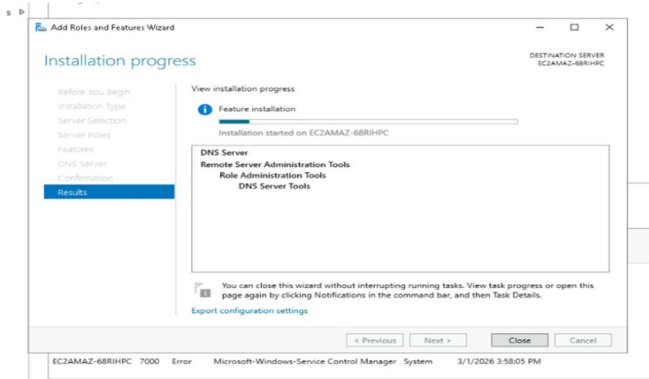 s
Add Roles and Features Wizard
Installation progress
DESTINATION SERVER
EC2AMAZ-68RIHPC
Before You Begin
Installation Type
Server Selection
Server Roles
Features
DNS Server
Confirmation
Results
View installation progress
Feature installation
Installation started on EC2AMAZ-68RIHPC
DNS Server
Remote Server Administration Tools
Role Administration Tools
DNS Server Tools
You can close this wizard without interrupting running tasks. View task progress or open this
page again by clicking Notifications in the command bar, and then Task Details.
Export configuration settings
< Previous Next > Close Cancel
EC2AMAZ-68RIHPC 7000 Error Microsoft-Windows-Service Control Manager System 3/1/2026 3:58:05 PM